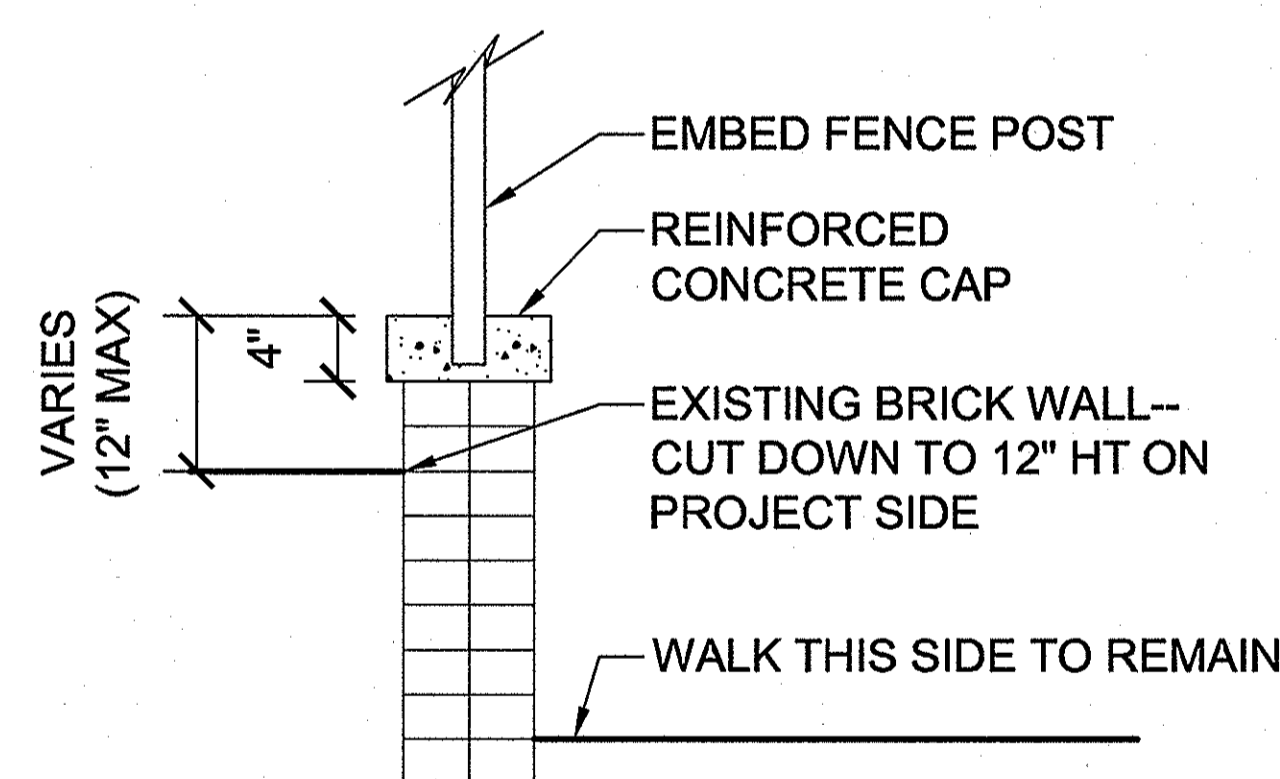 EMBED FENCE POST
REINFORCED
CONCRETE CAP
VARIES
(12" MAX)
4"
EXISTING BRICK WALL--
CUT DOWN TO 12" HT ON
PROJECT SIDE
WALK THIS SIDE TO REMAIN